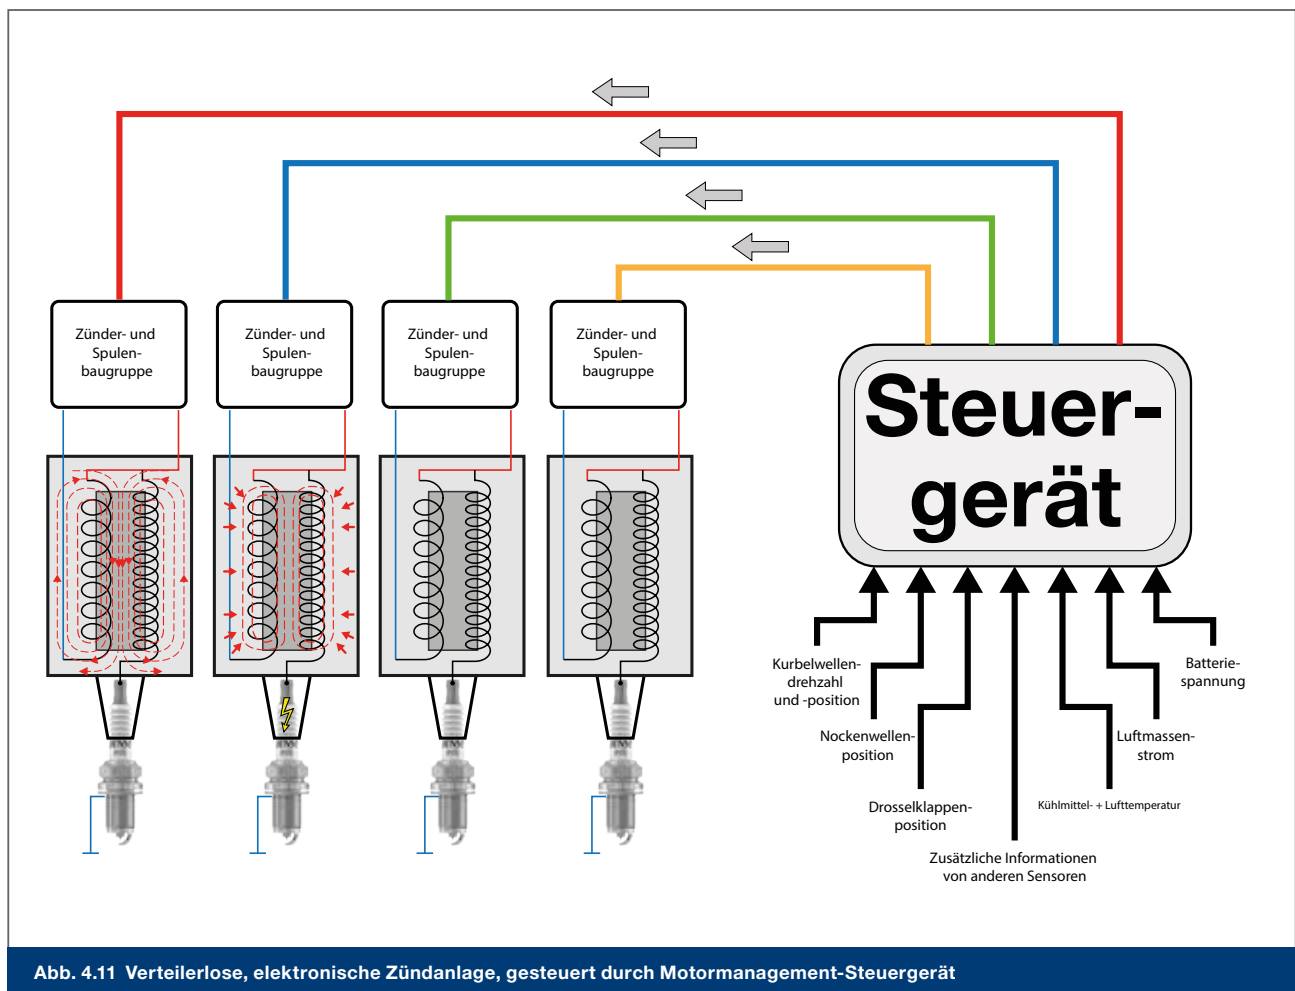 Zünder- und
Spulen-
baugruppe
Zünder- und
Spulen-
baugruppe
Zünder- und
Spulen-
baugruppe
Zünder- und
Spulen-
baugruppe
Steuer-
gerät
Kurbelwellen-
drehzahl
und -position
Nockenwellen-
position
Drosselklappen-
position
Zusätzliche Informationen
von anderen Sensoren
Kühlmittel- + Lufttemperatur
Luftmassen-
strom
Batterie-
spannung
Abb. 4.11 Verteilerlose, elektronische Zündanlage, gesteuert durch Motormanagement-Steuergerät